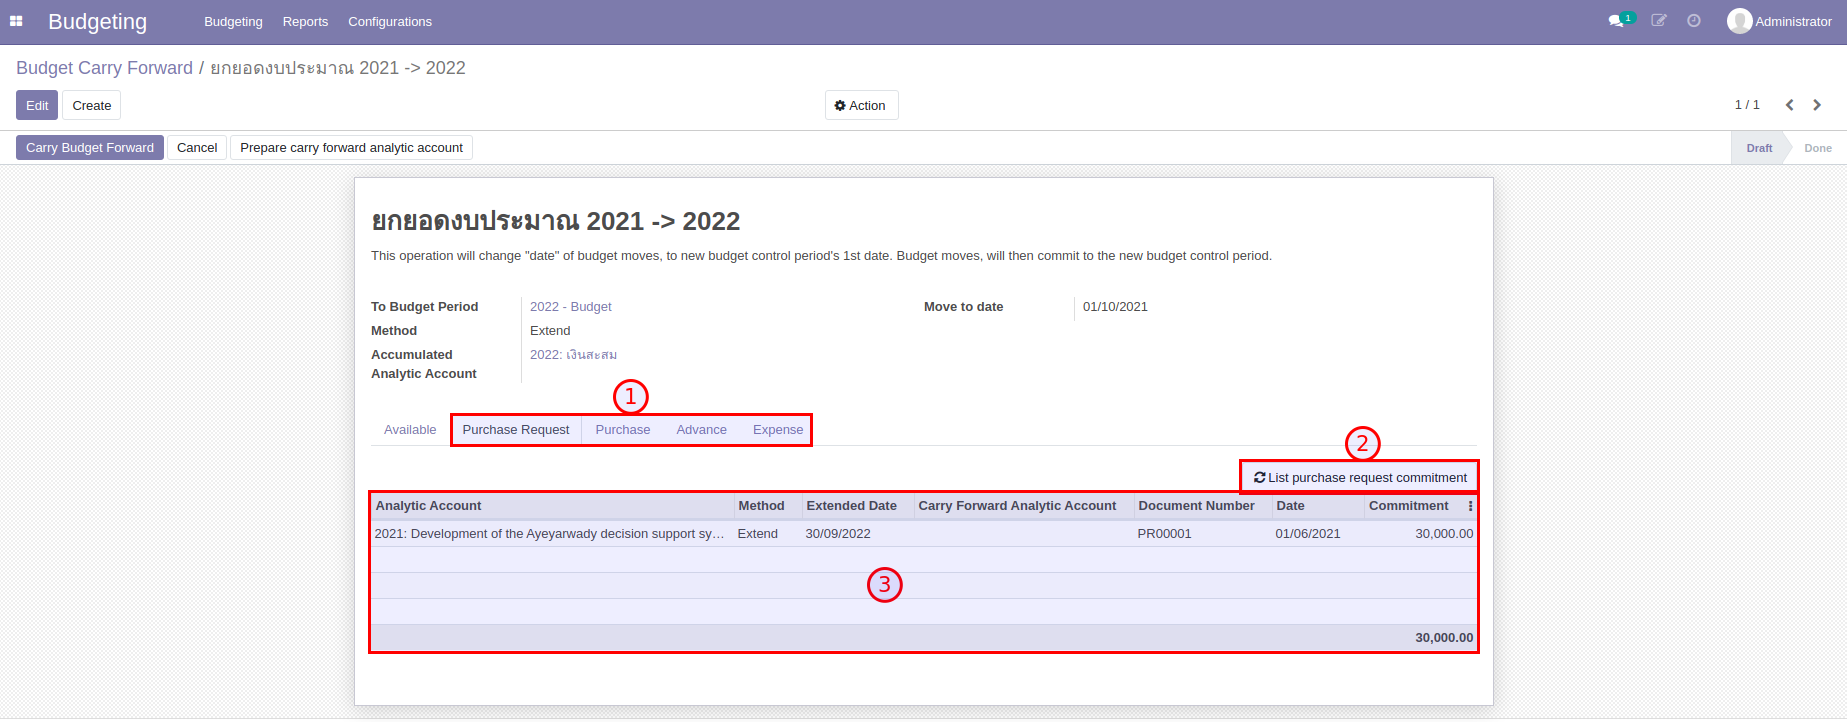 Budgeting Budgeting Reports Configurations 1 Administrator
Budget Carry Forward / ยกยอดงบประมาณ 2021 -> 2022
Edit Create Action 1 / 1
Carry Budget Forward Cancel Prepare carry forward analytic account Draft Done
ยกยอดงบประมาณ 2021 -> 2022
This operation will change "date" of budget moves, to new budget control period's 1st date. Budget moves, will then commit to the new budget control period.
To Budget Period 2022 - Budget Move to date 01/10/2021
Method Extend
Accumulated 2022: เงินสะสม
Analytic Account
1
Available Purchase Request Purchase Advance Expense
2
List purchase request commitment
Analytic Account Method Extended Date Carry Forward Analytic Account Document Number Date Commitment
2021: Development of the Ayeyarwady decision support sy... Extend 30/09/2022 PR00001 01/06/2021 30,000.00
3
30,000.00